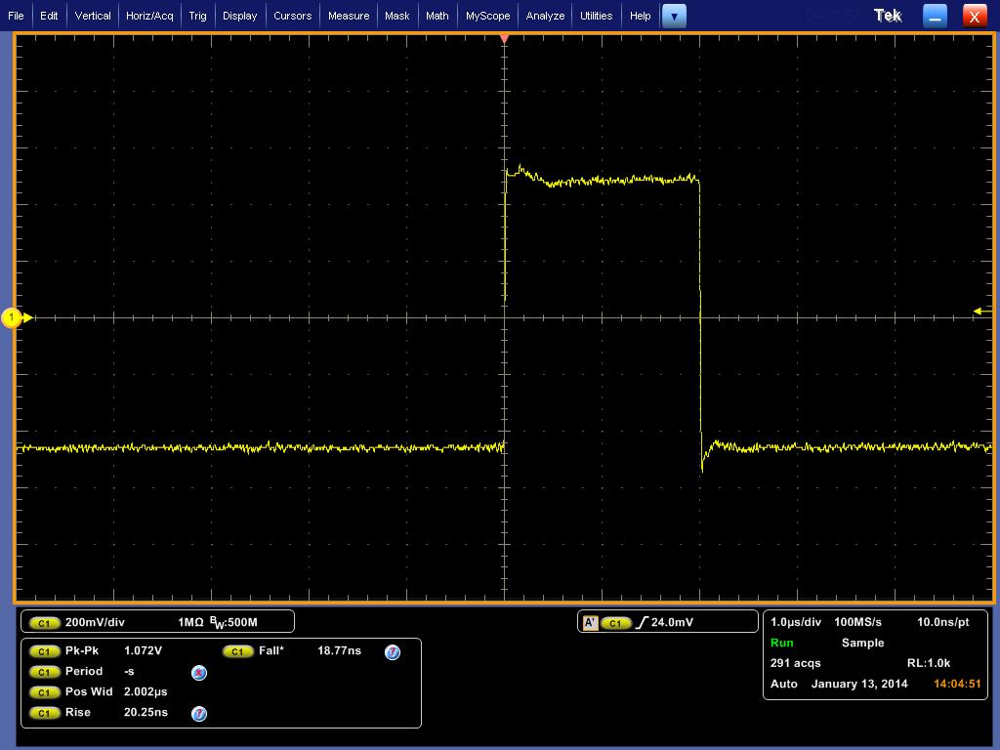 File Edit Vertical Horiz/Acq Trig Display Cursors Measure Mask Math MyScope Analyze Utilities Help Tek X
1
C1 200mV/div 1MΩ BW:500M
A' C1 24.0mV
1.0µs/div 100MS/s 10.0ns/pt
Run Sample
291 acqs RL:1.0k
Auto January 13, 2014 14:04:51
C1 Pk-Pk 1.072V C1 Fall* 18.77ns
C1 Period -s
C1 Pos Wid 2.002µs
C1 Rise 20.25ns